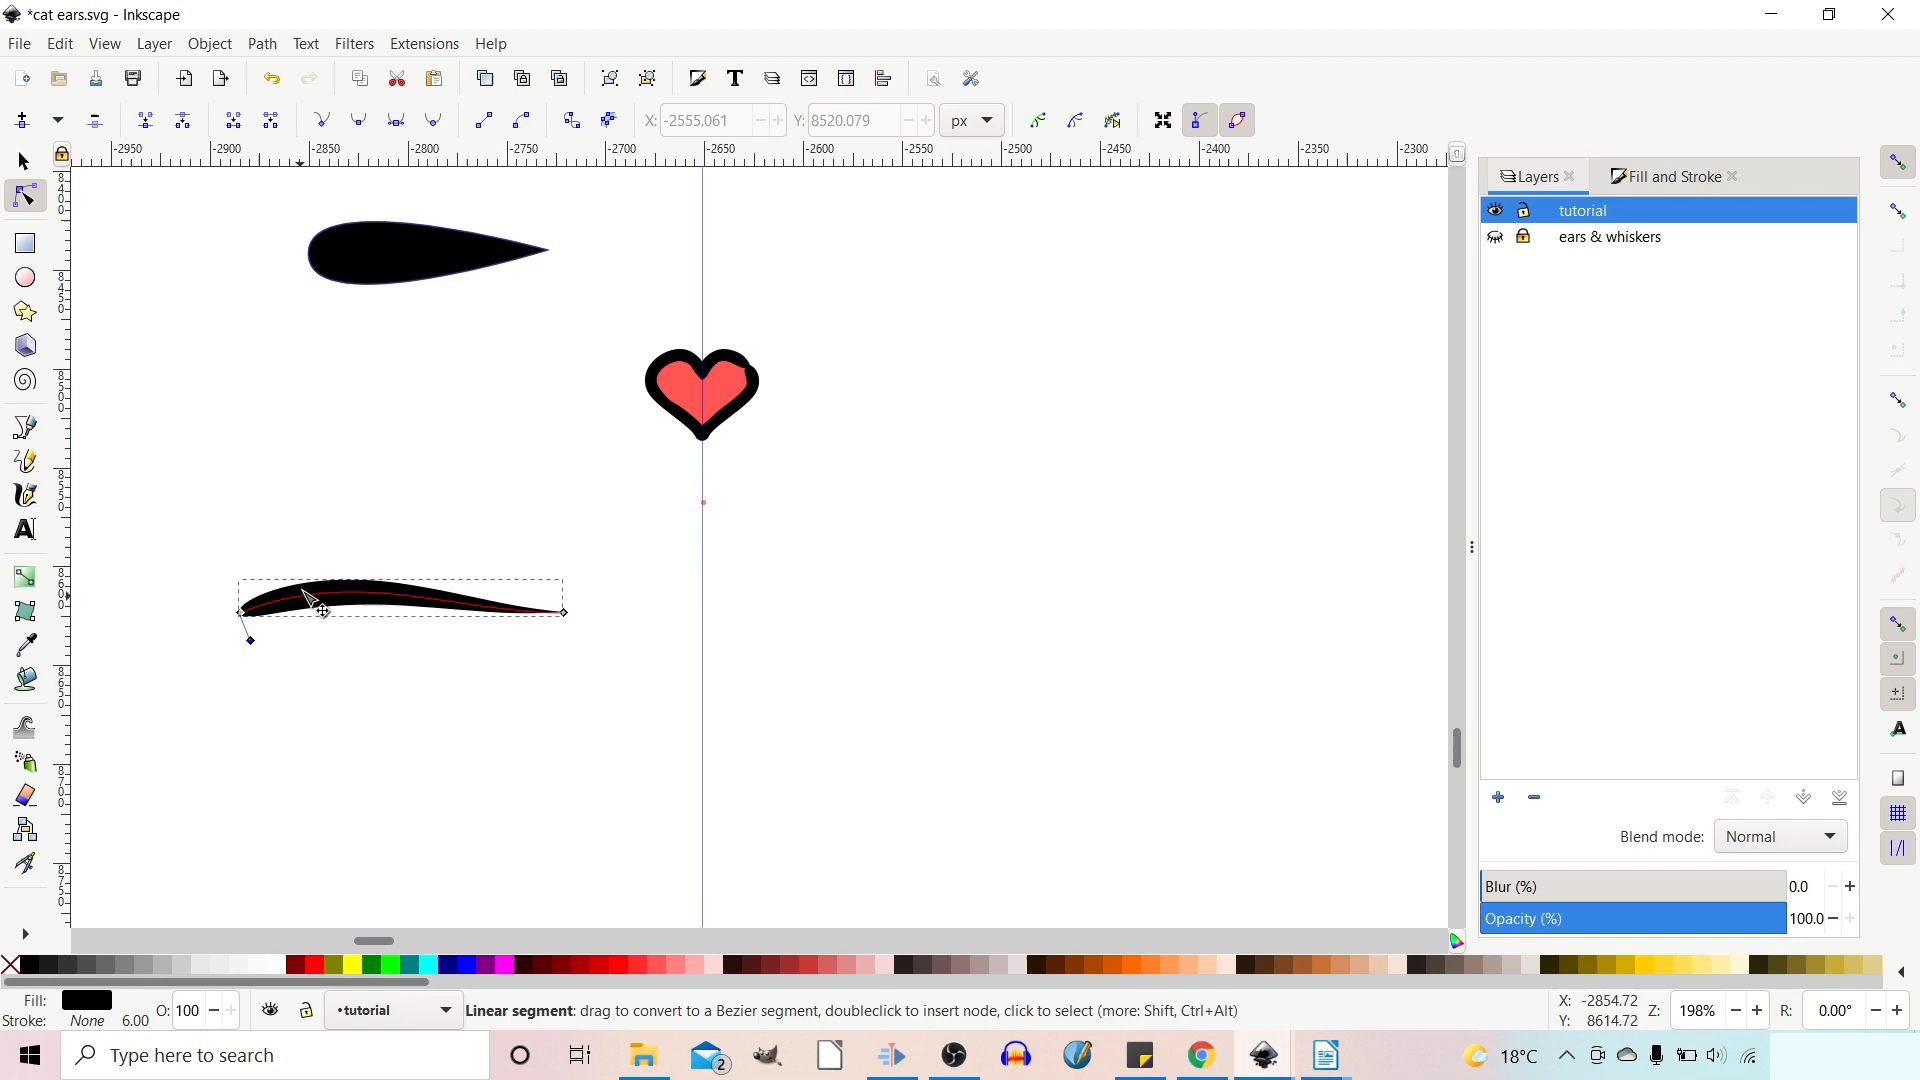 *cat ears.svg - Inkscape
File Edit View Layer Object Path Text Filters Extensions Help
X: -2555.061 Y: 8520.079 px
-2950 -2900 -2850 -2800 -2750 -2700 -2650 -2600 -2550 -2500 -2450 -2400 -2350 -2300
Layers Fill and Stroke
tutorial
ears & whiskers
Blend mode: Normal
Blur (%) 0.0
Opacity (%) 100.0
Fill:
Stroke: None 6.00 O: 100 •tutorial Linear segment: drag to convert to a Bezier segment, doubleclick to insert node, click to select (more: Shift, Ctrl+Alt)
X: -2854.72
Y: 8614.72
Z: 198% R: 0.00°
Type here to search 2 18°C